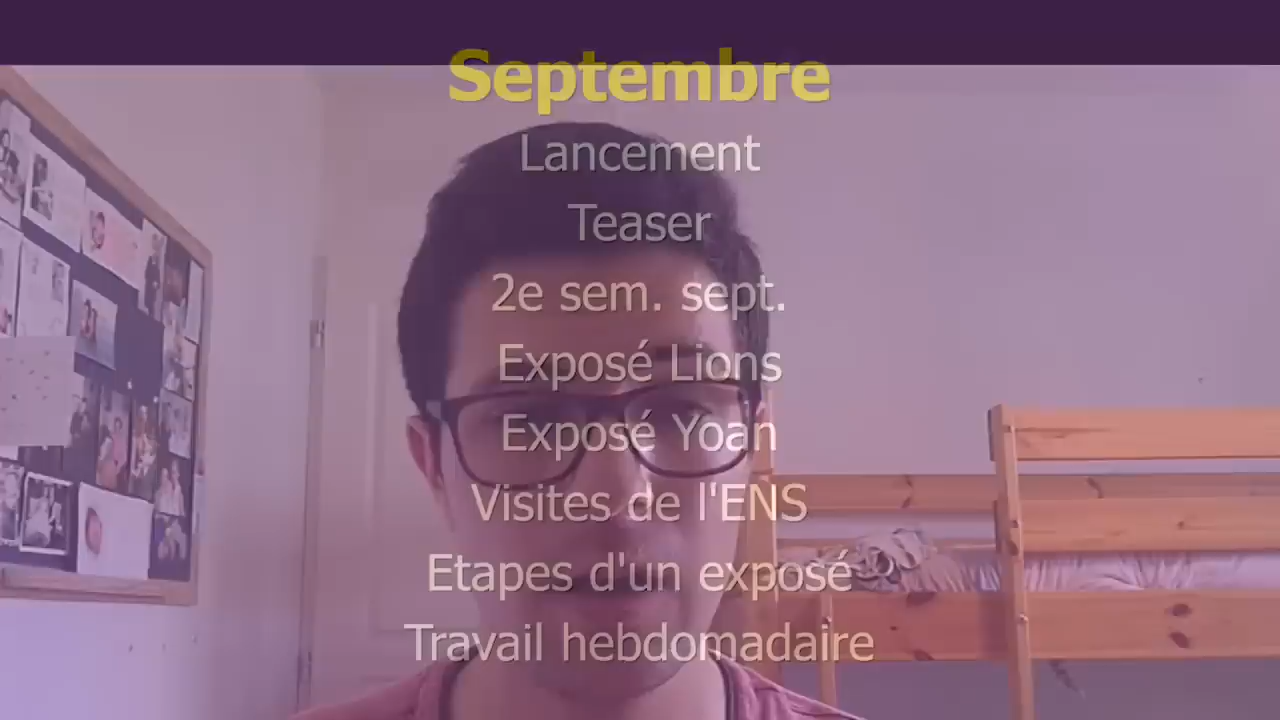 Septembre
Lancement
Teaser
2e sem. sept.
Exposé Lions
Exposé Yoan
Visites de l'ENS
Etapes d'un exposé
Travail hebdomadaire